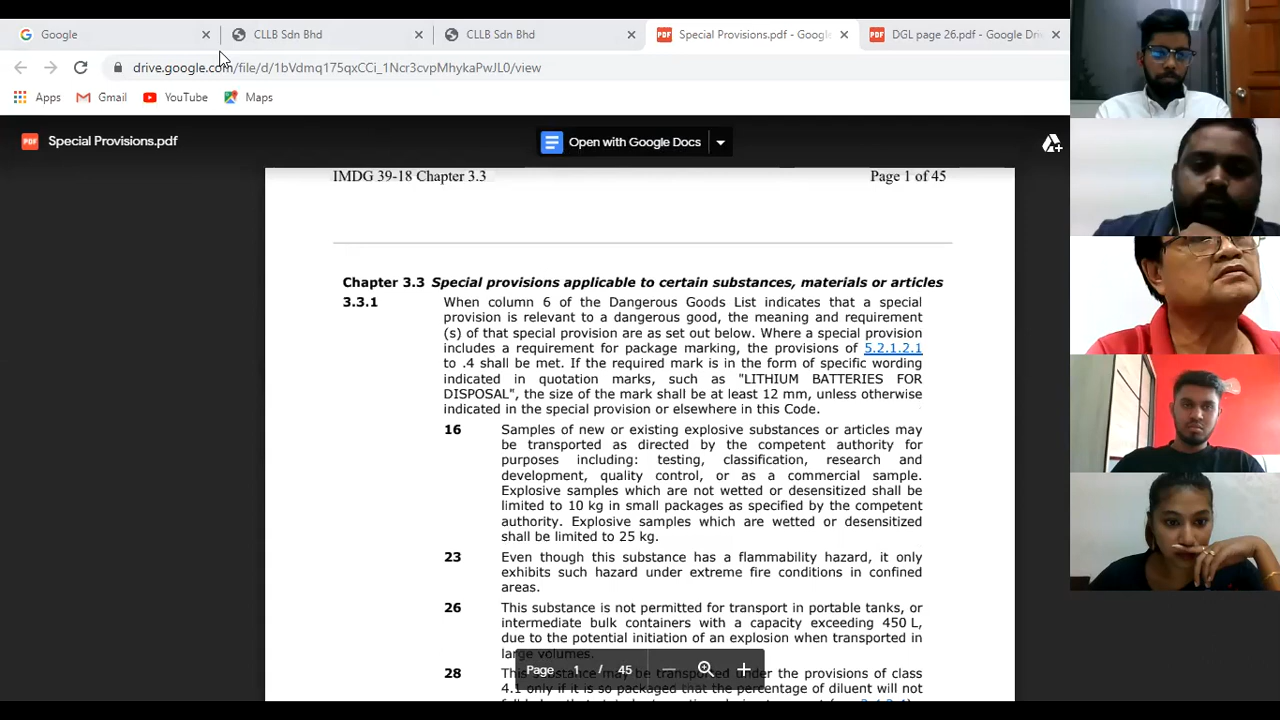 Google
CLLB Sdn Bhd
CLLB Sdn Bhd
Special Provisions.pdf - Google
DGL page 26.pdf - Google Dri
drive.google.com/file/d/1bVdmq175qxCCi_1Ncr3cvpMhykaPwJL0/view
Apps Gmail YouTube Maps
PDF Special Provisions.pdf
Open with Google Docs
IMDG 39-18 Chapter 3.3 Page 1 of 45
Chapter 3.3 Special provisions applicable to certain substances, materials or articles
3.3.1 When column 6 of the Dangerous Goods List indicates that a special
provision is relevant to a dangerous good, the meaning and requirement
(s) of that special provision are as set out below. Where a special provision
includes a requirement for package marking, the provisions of 5.2.1.2.1
to .4 shall be met. If the required mark is in the form of specific wording
indicated in quotation marks, such as "LITHIUM BATTERIES FOR
DISPOSAL", the size of the mark shall be at least 12 mm, unless otherwise
indicated in the special provision or elsewhere in this Code.
16 Samples of new or existing explosive substances or articles may
be transported as directed by the competent authority for
purposes including: testing, classification, research and
development, quality control, or as a commercial sample.
Explosive samples which are not wetted or desensitized shall be
limited to 10 kg in small packages as specified by the competent
authority. Explosive samples which are wetted or desensitized
shall be limited to 25 kg.
23 Even though this substance has a flammability hazard, it only
exhibits such hazard under extreme fire conditions in confined
areas.
26 This substance is not permitted for transport in portable tanks, or
intermediate bulk containers with a capacity exceeding 450 L,
due to the potential initiation of an explosion when transported in
large volumes.
Page 1 / 45
28 This substance may be transported under the provisions of class
4.1 only if it is so packaged that the percentage of diluent will not